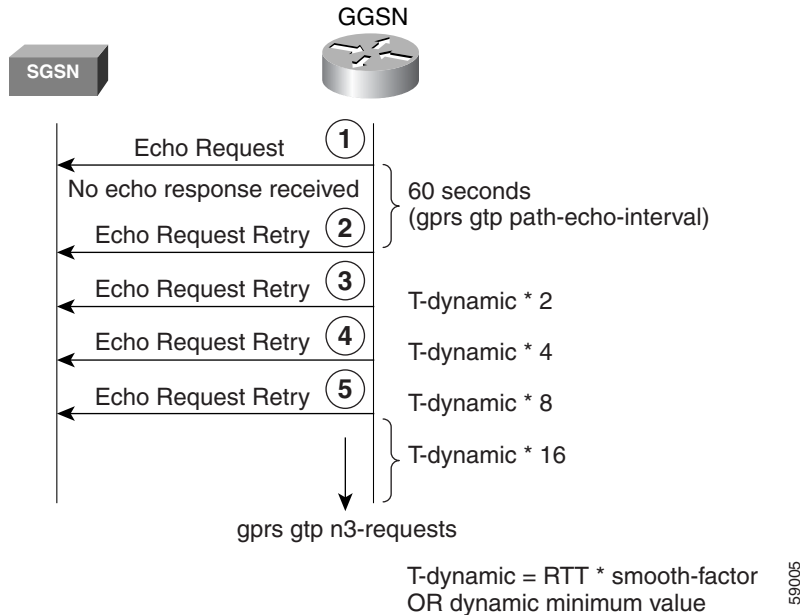 GGSN
SGSN
Echo Request 1
No echo response received
60 seconds
(gprs gtp path-echo-interval)
Echo Request Retry 2
Echo Request Retry 3
T-dynamic * 2
Echo Request Retry 4
T-dynamic * 4
Echo Request Retry 5
T-dynamic * 8
T-dynamic * 16
gprs gtp n3-requests
T-dynamic = RTT * smooth-factor
OR dynamic minimum value
59005